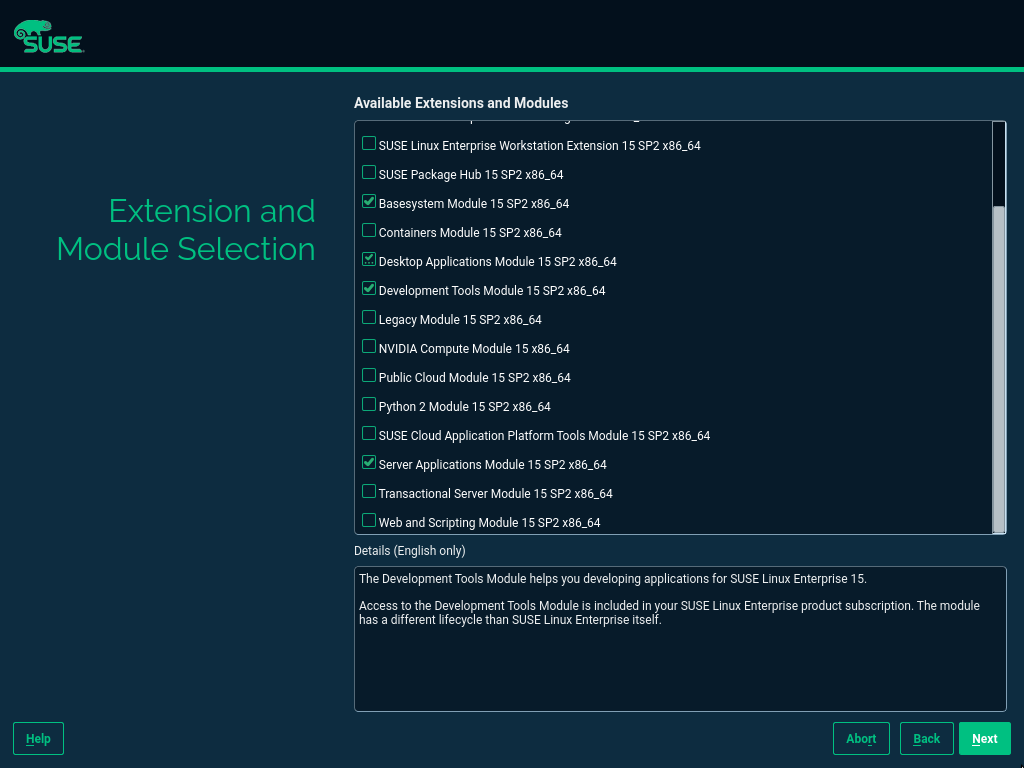 SUSE
Available Extensions and Modules
Extension and
Module Selection
SUSE Linux Enterprise Workstation Extension 15 SP2 x86_64
SUSE Package Hub 15 SP2 x86_64
Basesystem Module 15 SP2 x86_64
Containers Module 15 SP2 x86_64
Desktop Applications Module 15 SP2 x86_64
Development Tools Module 15 SP2 x86_64
Legacy Module 15 SP2 x86_64
NVIDIA Compute Module 15 x86_64
Public Cloud Module 15 SP2 x86_64
Python 2 Module 15 SP2 x86_64
SUSE Cloud Application Platform Tools Module 15 SP2 x86_64
Server Applications Module 15 SP2 x86_64
Transactional Server Module 15 SP2 x86_64
Web and Scripting Module 15 SP2 x86_64
Details (English only)
The Development Tools Module helps you developing applications for SUSE Linux Enterprise 15.
Access to the Development Tools Module is included in your SUSE Linux Enterprise product subscription. The module
has a different lifecycle than SUSE Linux Enterprise itself.
Help
Abort
Back
Next